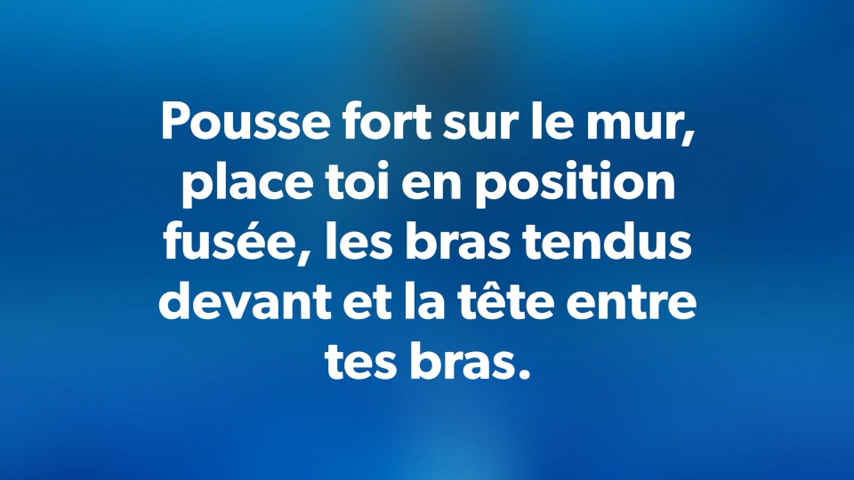 Pousse fort sur le mur,
place toi en position
fusée, les bras tendus
devant et la tête entre
tes bras.